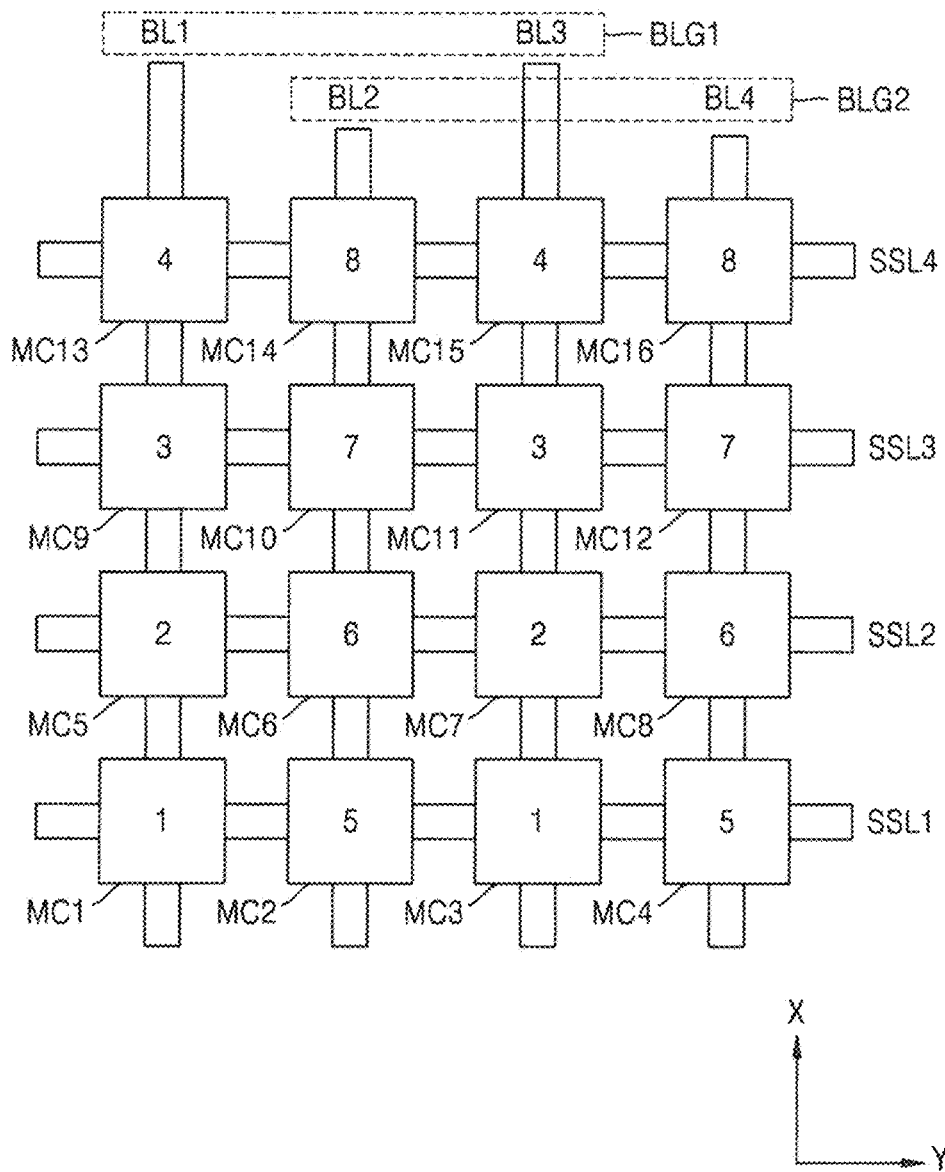 BL1 BL3 BLG1
BL2 BL4 BLG2
4 8 4 8 SSL4
MC13 MC14 MC15 MC16
3 7 3 7 SSL3
MC9 MC10 MC11 MC12
2 6 2 6 SSL2
MC5 MC6 MC7 MC8
1 5 1 5 SSL1
MC1 MC2 MC3 MC4
X
Y